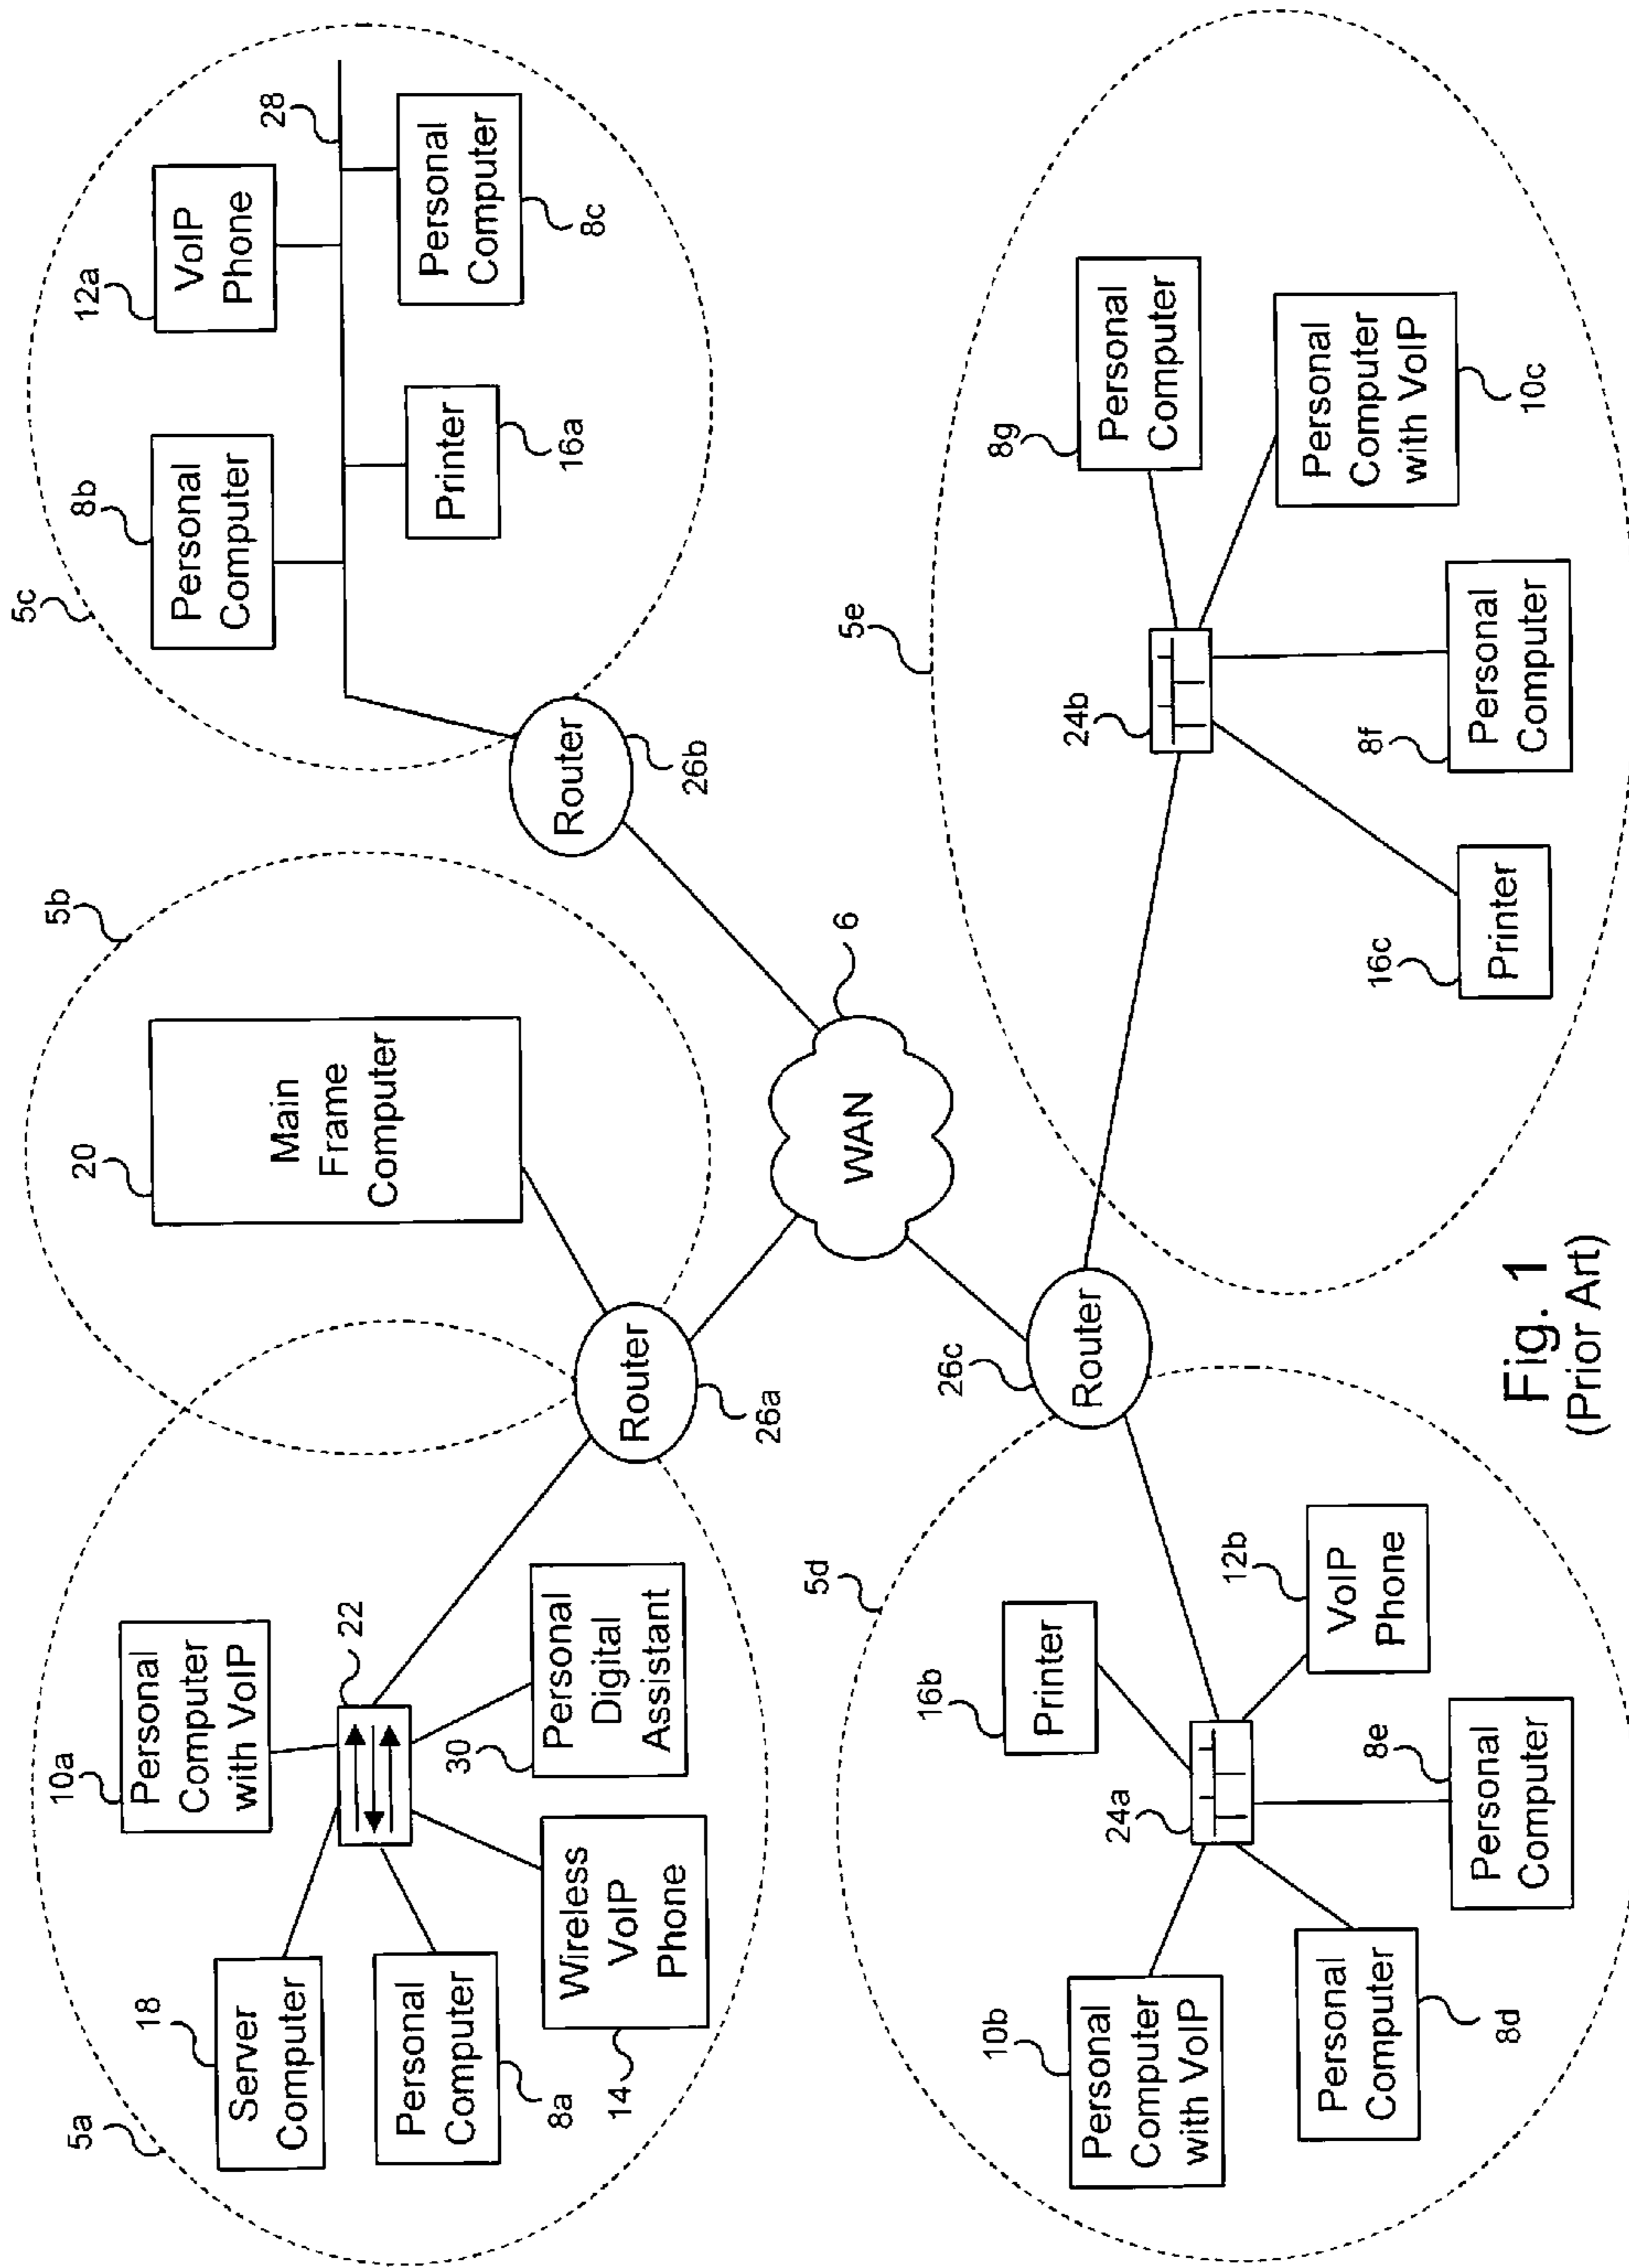 5a
18
Server
Computer
10a
Personal
Computer
with VoIP
22
Personal
Computer
8a
14
Wireless
VoIP
Phone
30
Personal
Digital
Assistant
Router
26a
5b
20
Main
Frame
Computer
5c
8b
Personal
Computer
12a
VoIP
Phone
28
Printer
16a
Personal
Computer
8c
Router
26b
WAN
6
5d
10b
Personal
Computer
with VoIP
16b
Printer
24a
12b
VoIP
Phone
Personal
Computer
8d
8e
Personal
Computer
26c
Router
5e
24b
8g
Personal
Computer
Personal
Computer
with VoIP
10c
16c
Printer
8f
Personal
Computer
Fig. 1
(Prior Art)